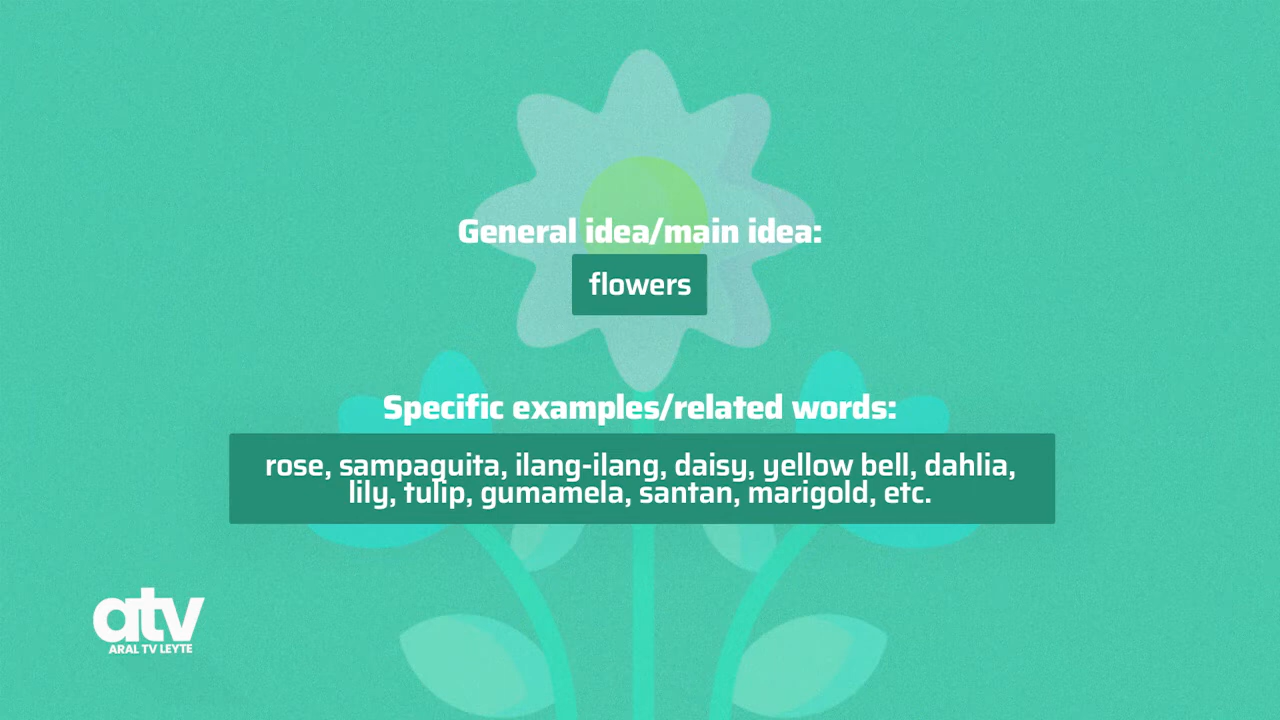 General idea/main idea:
flowers
Specific examples/related words:
rose, sampaguita, ilang-ilang, daisy, yellow bell, dahlia,
lily, tulip, gumamela, santan, marigold, etc.
atv
ARAL TV LEYTE